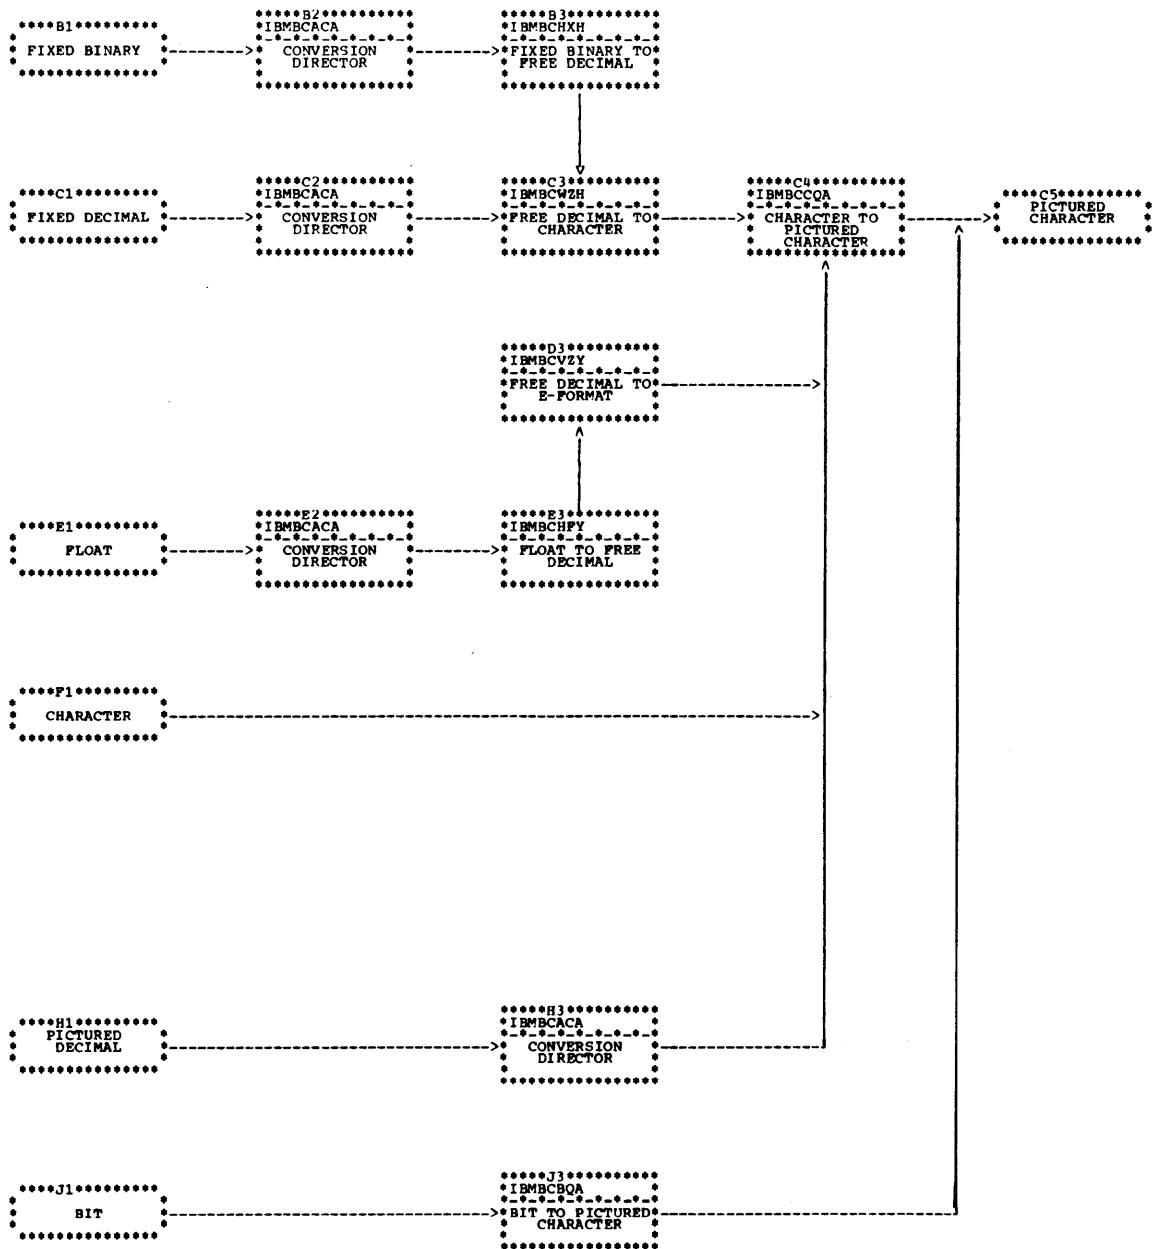 B1
FIXED BINARY
B2
IBMBCACA
CONVERSION
DIRECTOR
B3
IBMBCHXH
FIXED BINARY TO
FREE DECIMAL
C1
FIXED DECIMAL
C2
IBMBCACA
CONVERSION
DIRECTOR
C3
IBMBCWZH
FREE DECIMAL TO
CHARACTER
C4
IBMBCCQA
CHARACTER TO
PICTURED
CHARACTER
C5
PICTURED
CHARACTER
D3
IBMBCVZY
FREE DECIMAL TO
E-FORMAT
E1
FLOAT
E2
IBMBCACA
CONVERSION
DIRECTOR
E3
IBMBCHFY
FLOAT TO FREE
DECIMAL
F1
CHARACTER
H1
PICTURED
DECIMAL
H3
IBMBCACA
CONVERSION
DIRECTOR
J1
BIT
J3
IBMBCBQA
BIT TO PICTURED
CHARACTER